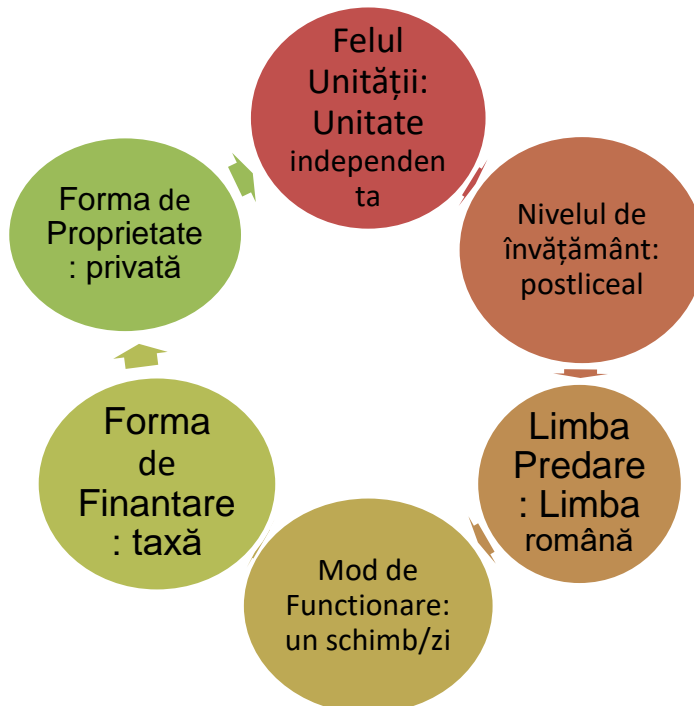 Felul
Unității:
Unitate
independen
ta
Nivelul de
învățământ:
postliceal
Limba
Predare
: Limba
română
Mod de
Functionare:
un schimb/zi
Forma
de
Finantare
: taxă
Forma de
Proprietate
: privată